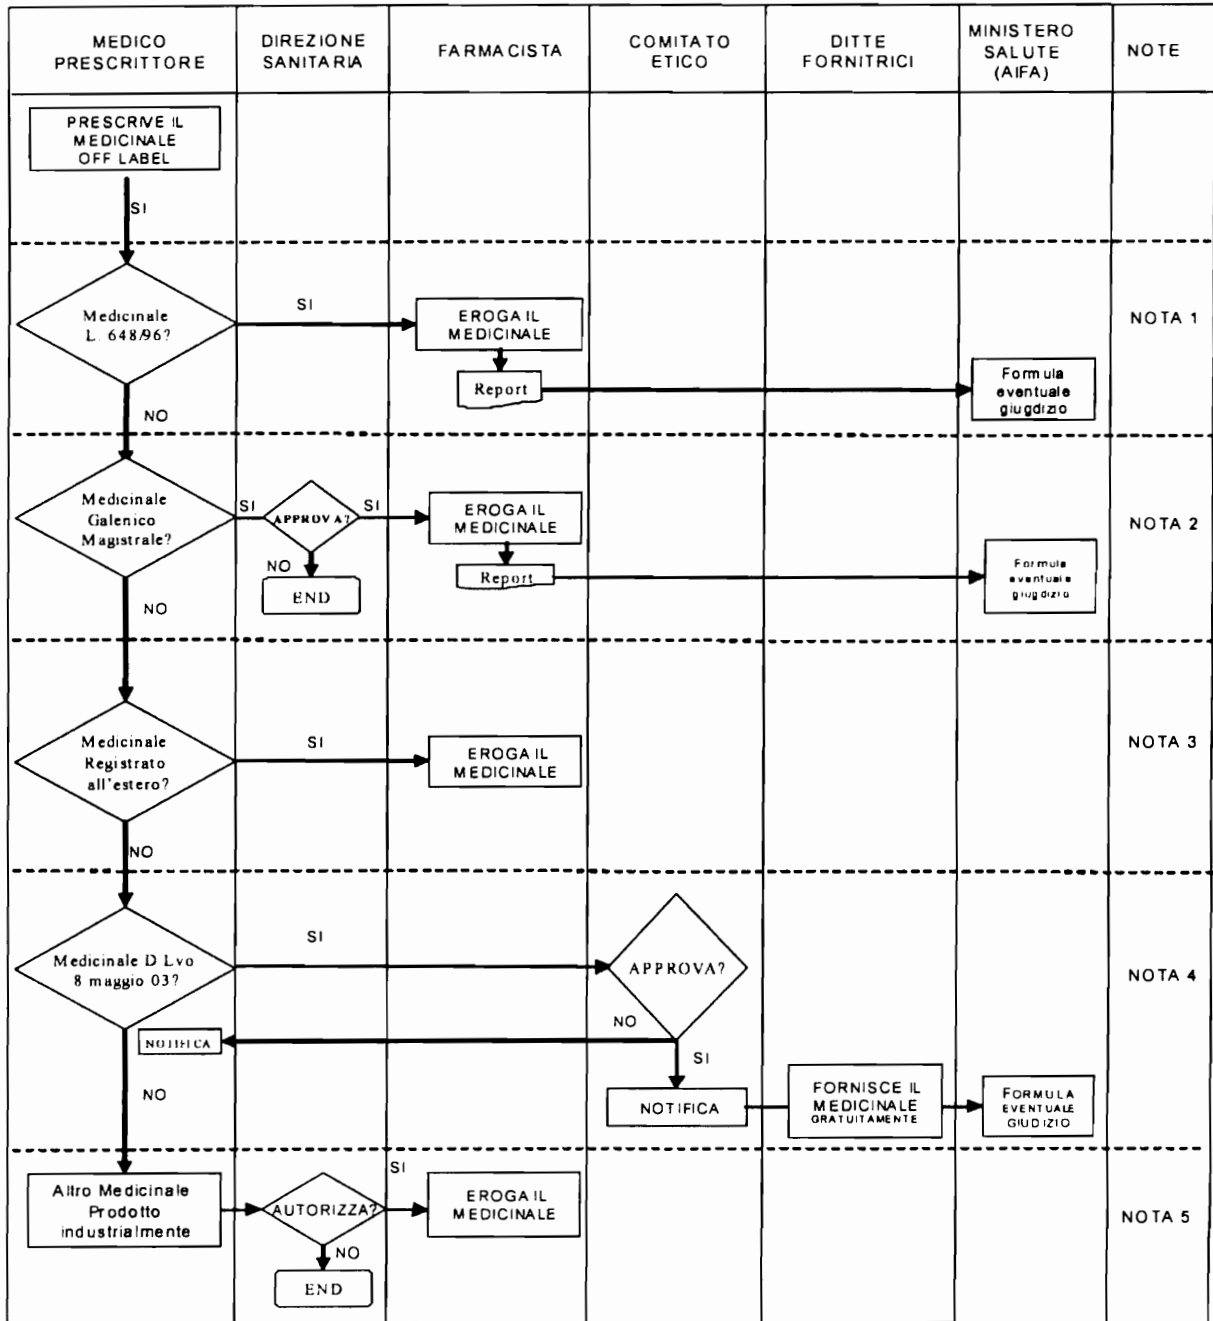 MEDICO
PRESCRITTORE
DIREZIONE
SANITARIA
FARMACISTA
COMITATO
ETICO
DITTE
FORNITRICI
MINISTERO
SALUTE
(AIFA)
NOTE
PRESCRIVE IL
MEDICINALE
OFF LABEL
SI
Medicinale
L. 648/96?
SI
EROGA IL
MEDICINALE
Report
Formula
eventuale
giugdizio
NOTA 1
NO
Medicinale
Galenico
Magistrale?
SI
APPROVA?
SI
EROGA IL
MEDICINALE
Report
Formula
eventuale
giugdizio
NOTA 2
NO
END
NO
Medicinale
Registrato
all'estero?
SI
EROGA IL
MEDICINALE
NOTA 3
NO
Medicinale D Lvo
8 maggio 03?
SI
APPROVA?
NOTA 4
NO
NOTIFICA
SI
NO
NOTIFICA
FORNISCE IL
MEDICINALE
GRATUITAMENTE
FORMULA
EVENTUALE
GIUDIZIO
Altro Medicinale
Prodotto
industrialmente
AUTORIZZA?
SI
EROGA IL
MEDICINALE
NOTA 5
NO
END